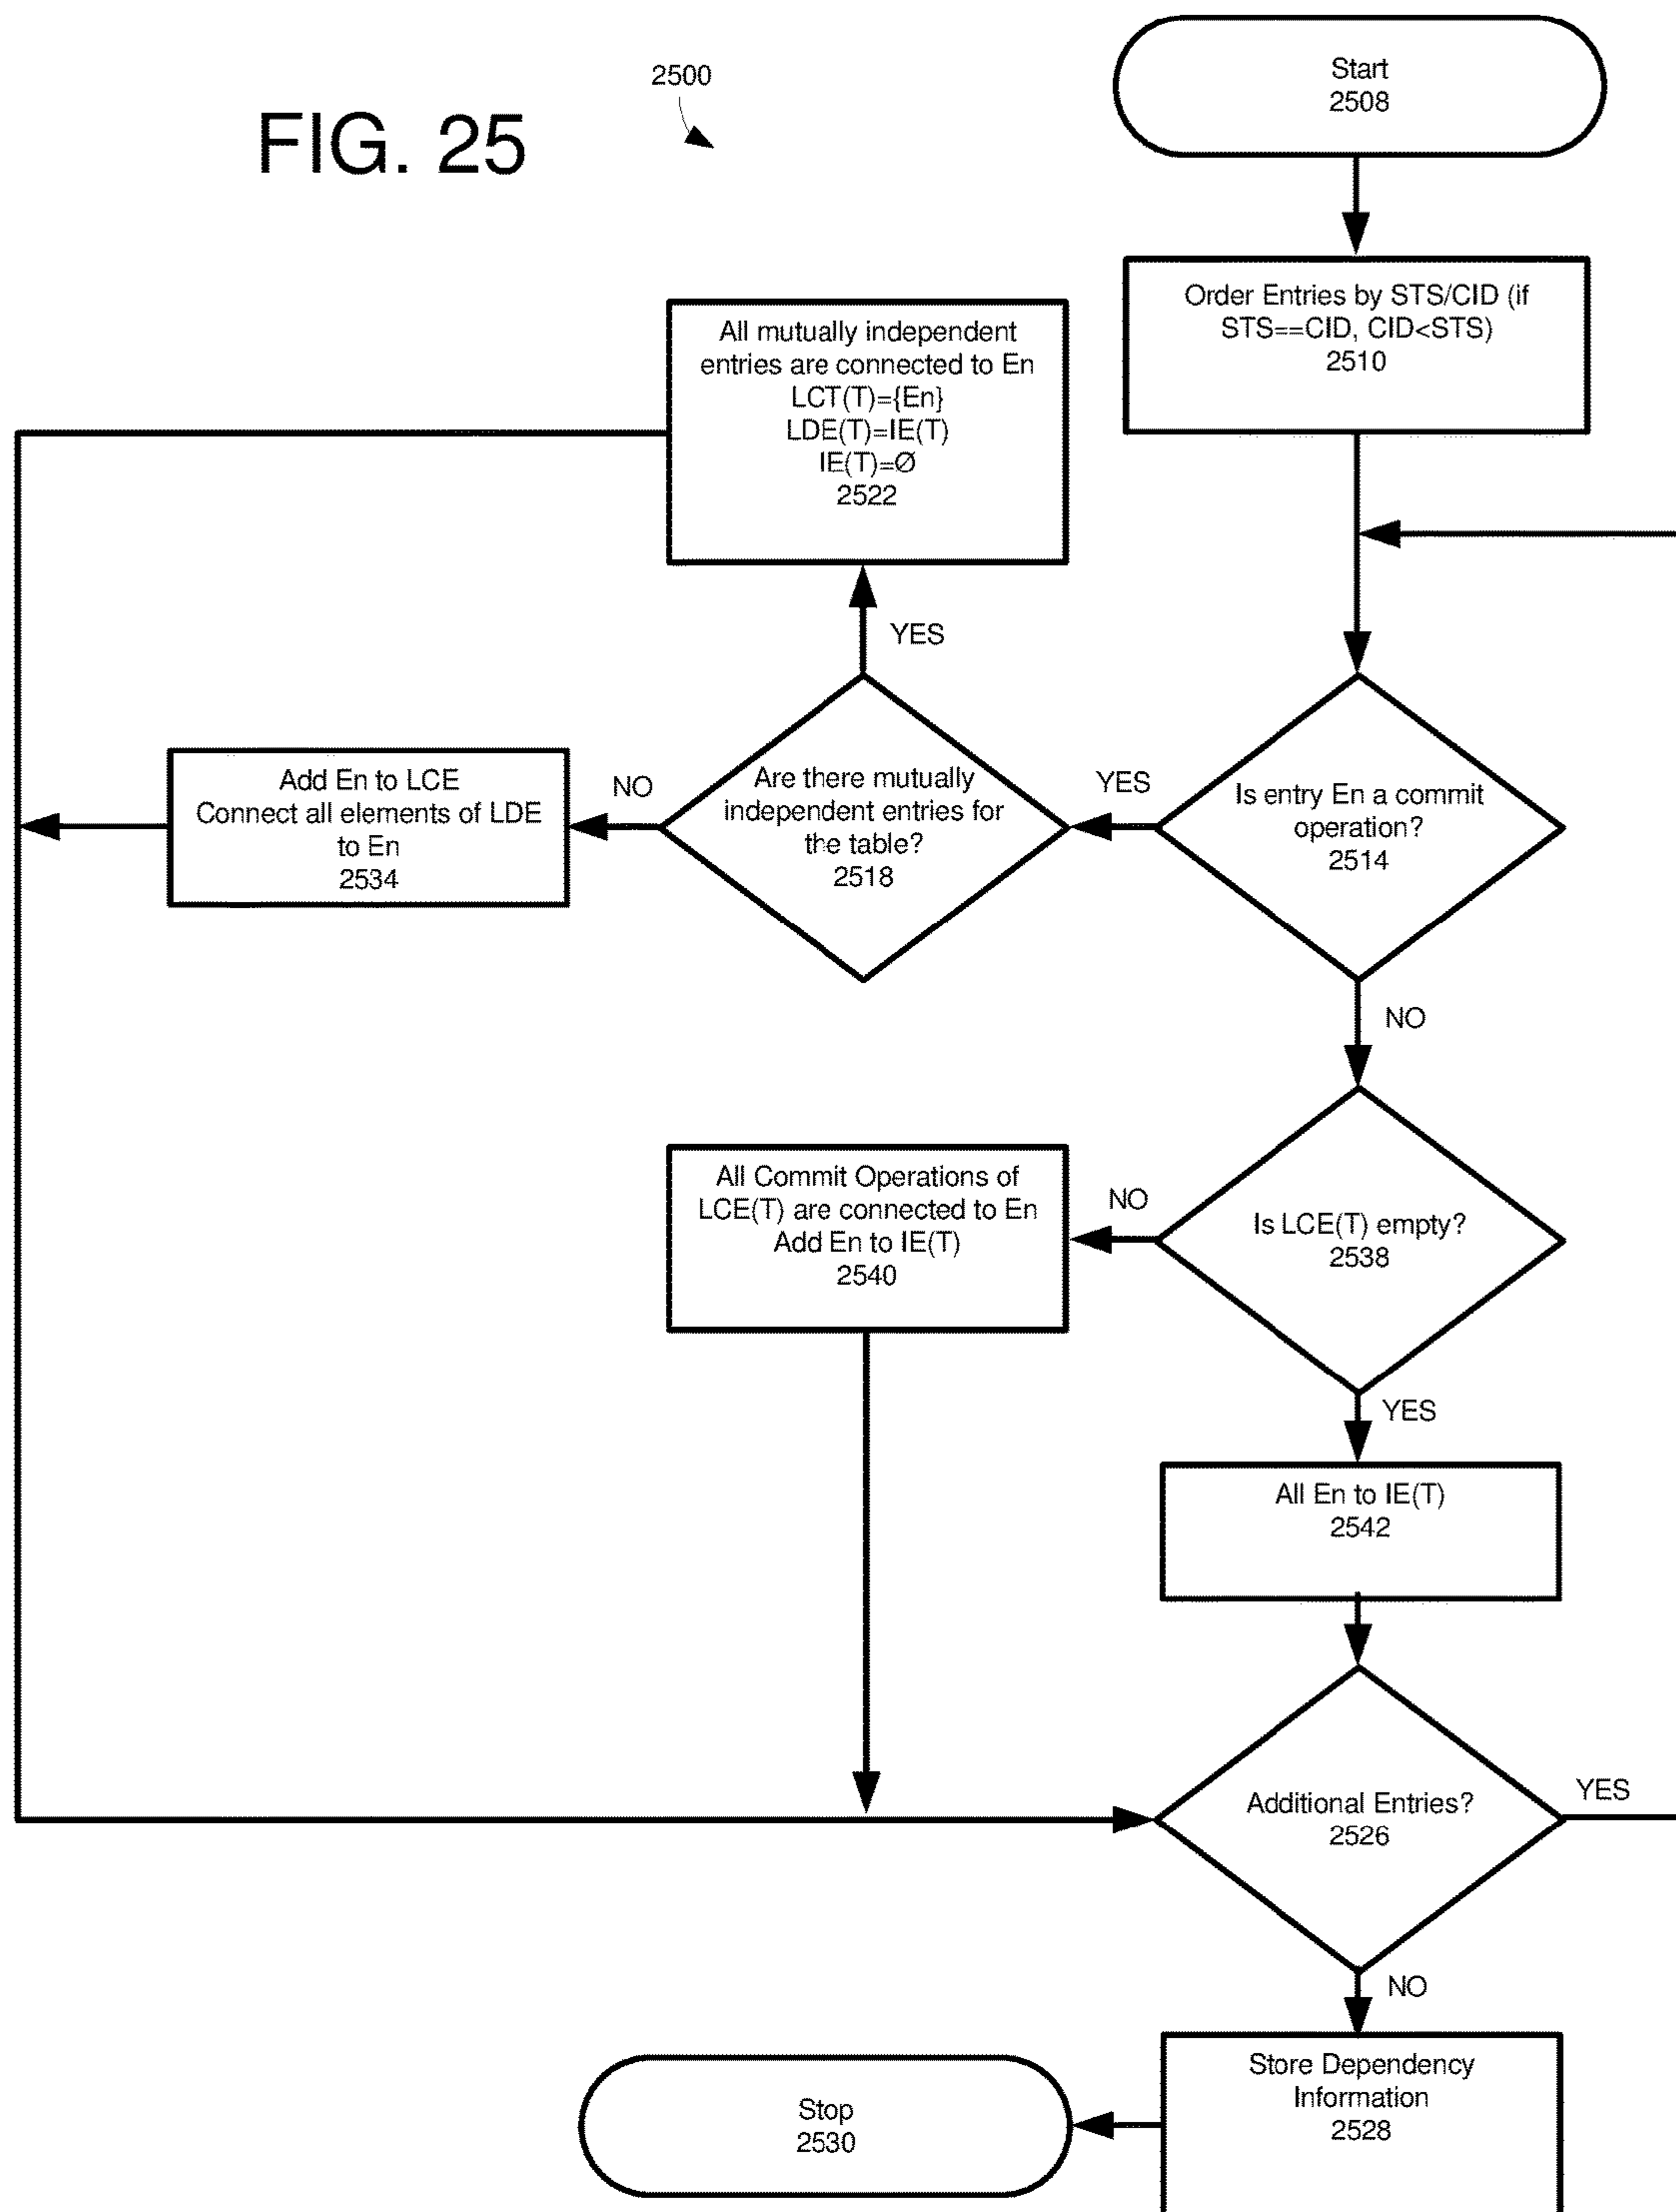 FIG. 25
2500
Start
2508
Order Entries by STS/CID (if
STS==CID, CID<STS)
2510
All mutually independent
entries are connected to En
LCT(T)={En}
LDE(T)=IE(T)
IE(T)=Ø
2522
YES
Add En to LCE
Connect all elements of LDE
to En
2534
NO
Are there mutually
independent entries for
the table?
2518
YES
Is entry En a commit
operation?
2514
NO
All Commit Operations of
LCE(T) are connected to En
Add En to IE(T)
2540
NO
Is LCE(T) empty?
2538
YES
All En to IE(T)
2542
Additional Entries?
2526
YES
NO
Store Dependency
Information
2528
Stop
2530